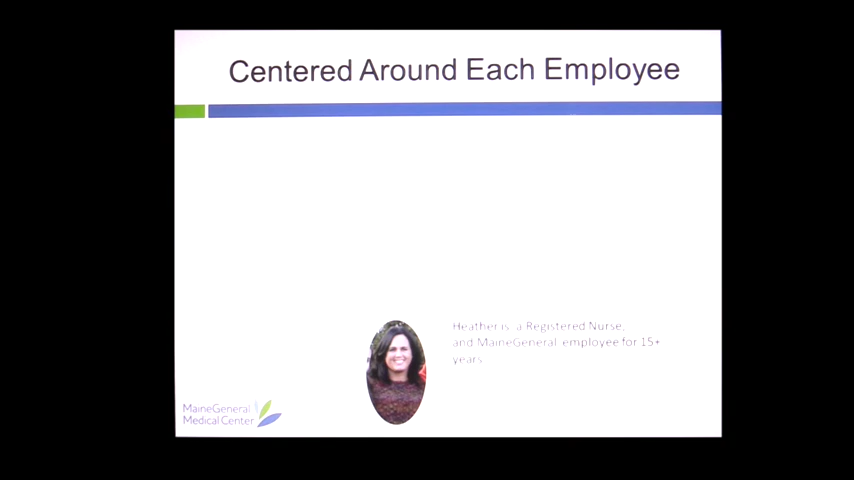 Centered Around Each Employee
Heather is a Registered Nurse,
and MaineGeneral employee for 15+
years
MaineGeneral
Medical Center